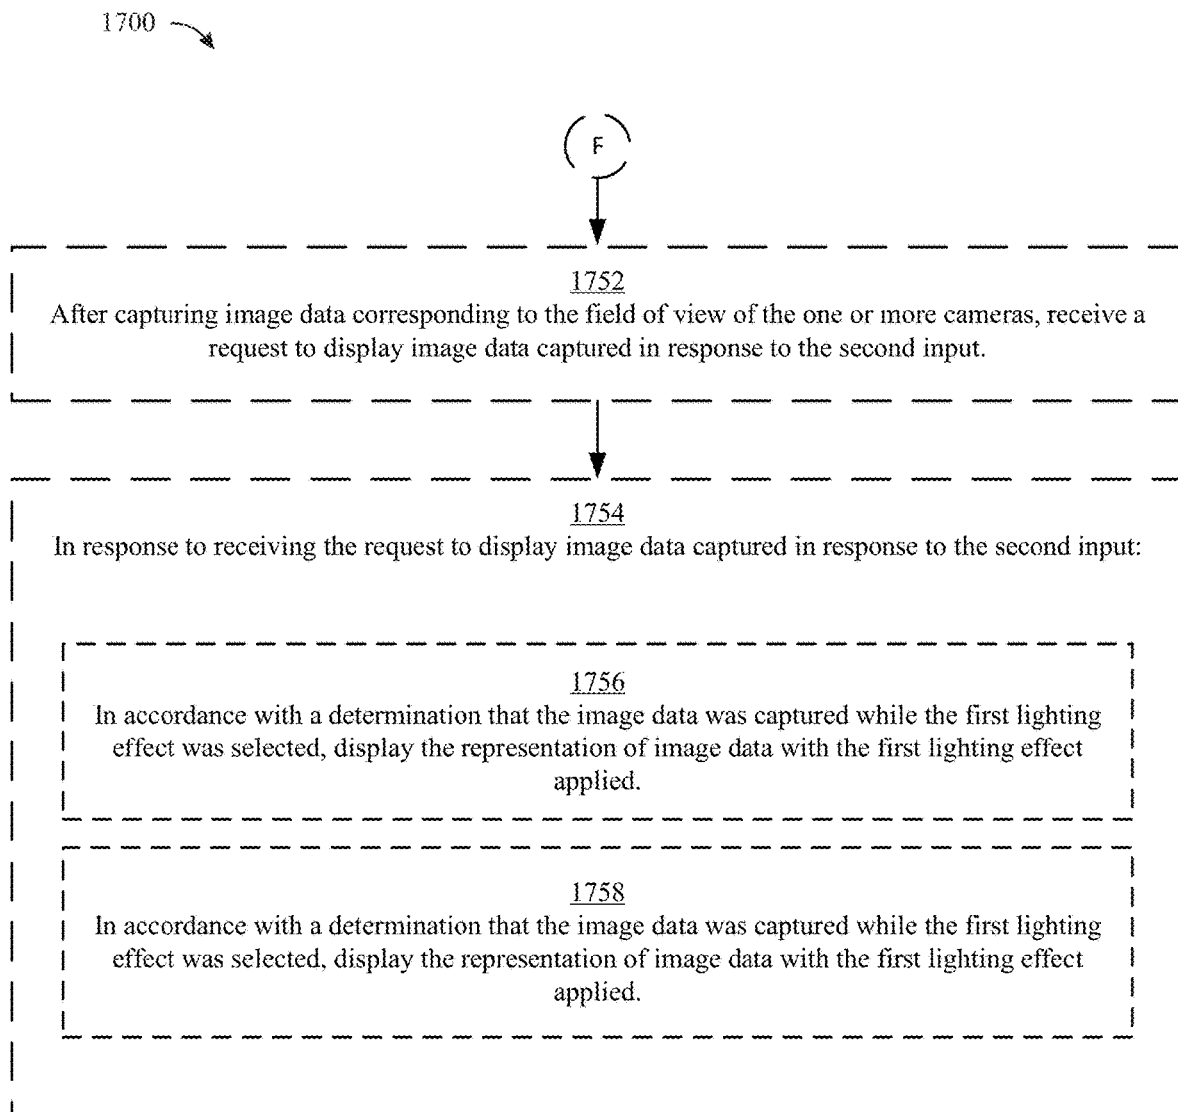 1700
F
1752
After capturing image data corresponding to the field of view of the one or more cameras, receive a
request to display image data captured in response to the second input.
1754
In response to receiving the request to display image data captured in response to the second input:
1756
In accordance with a determination that the image data was captured while the first lighting
effect was selected, display the representation of image data with the first lighting effect
applied.
1758
In accordance with a determination that the image data was captured while the first lighting
effect was selected, display the representation of image data with the first lighting effect
applied.